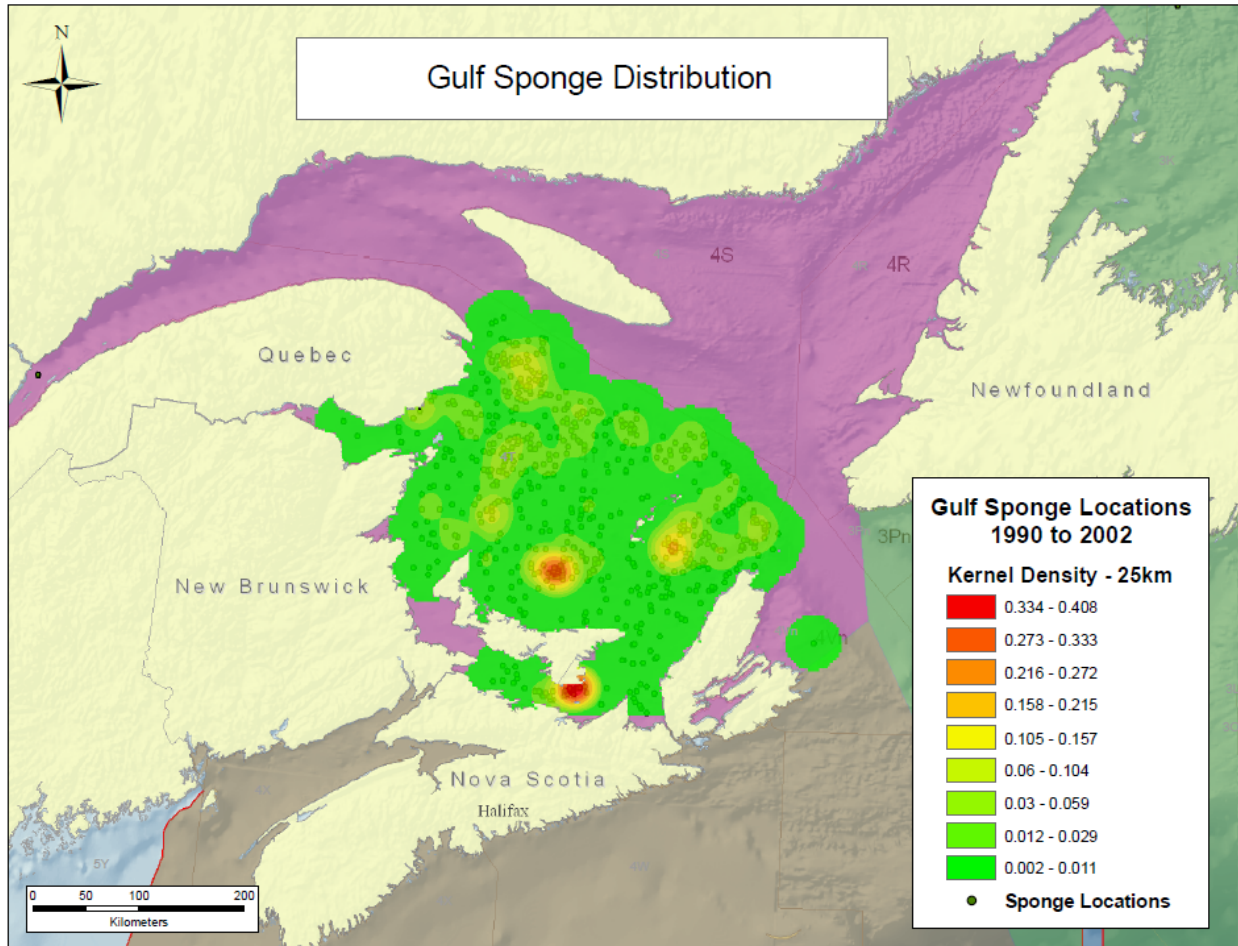 N
Gulf Sponge Distribution
4S
4R
Quebec
Newfoundland
Gulf Sponge Locations
1990 to 2002
Kernel Density - 25km
0.334 - 0.408
0.273 - 0.333
0.216 - 0.272
0.158 - 0.215
0.105 - 0.157
0.06 - 0.104
0.03 - 0.059
0.012 - 0.029
0.002 - 0.011
Sponge Locations
3Pn
New Brunswick
4Vn
Nova Scotia
Halifax
4X
4W
5Y
0 50 100 200
Kilometers